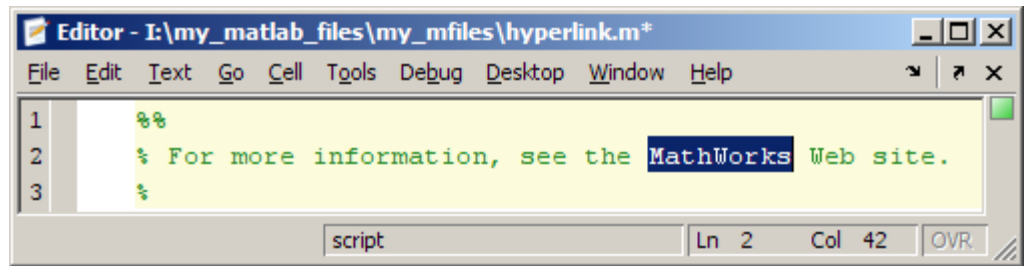 Editor - I:\my_matlab_files\my_mfiles\hyperlink.m*
File Edit Text Go Cell Tools Debug Desktop Window Help
1 %%
2 % For more information, see the MathWorks Web site.
3 %
script Ln 2 Col 42 OVR